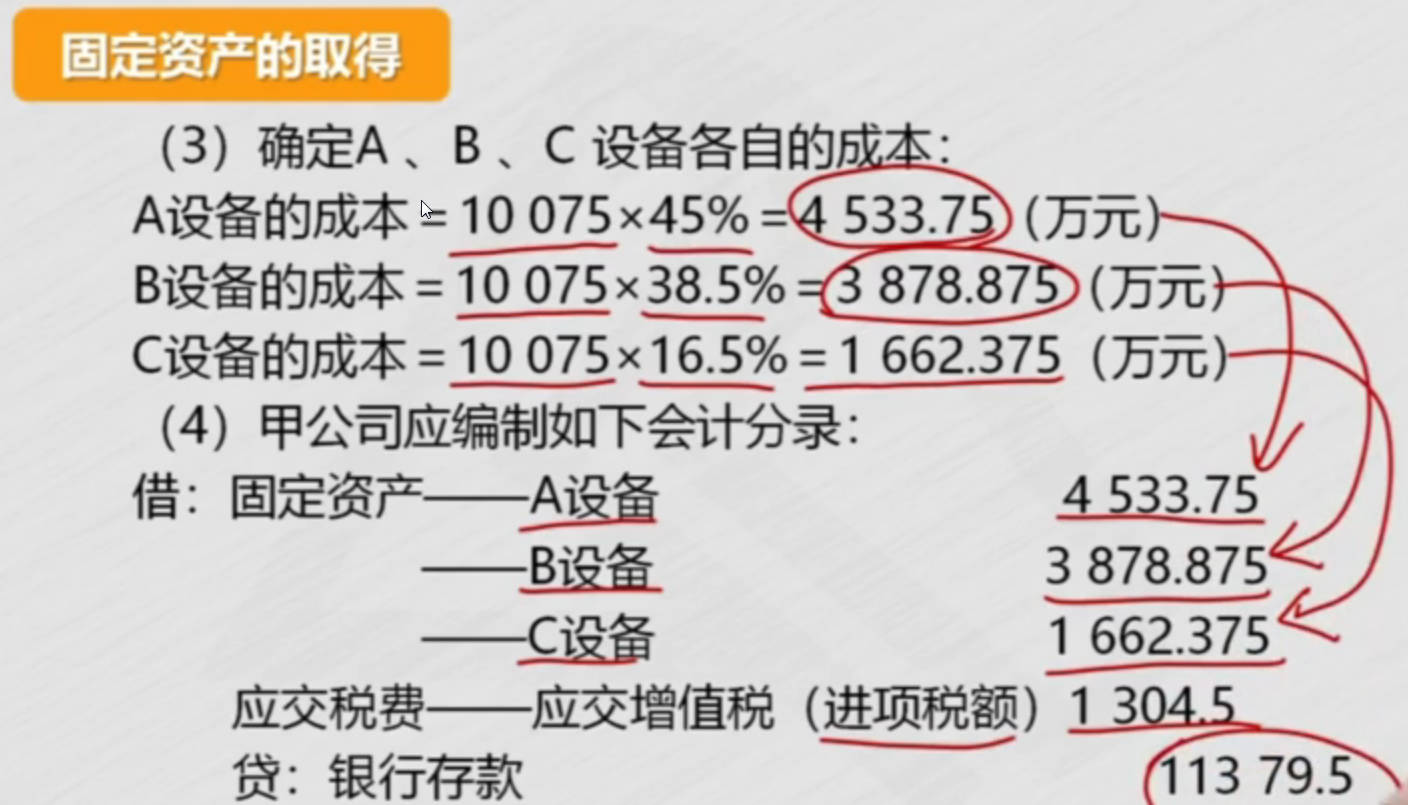 固定资产的取得
（3）确定A 、B 、C 设备各自的成本：
A设备的成本＝10 075×45%＝4 533.75（万元）
B设备的成本＝10 075×38.5%＝3 878.875（万元）
C设备的成本＝10 075×16.5%＝1 662.375（万元）
（4）甲公司应编制如下会计分录：
借：固定资产——A设备 4 533.75
——B设备 3 878.875
——C设备 1 662.375
应交税费——应交增值税（进项税额） 1 304.5
贷：银行存款 113 79.5